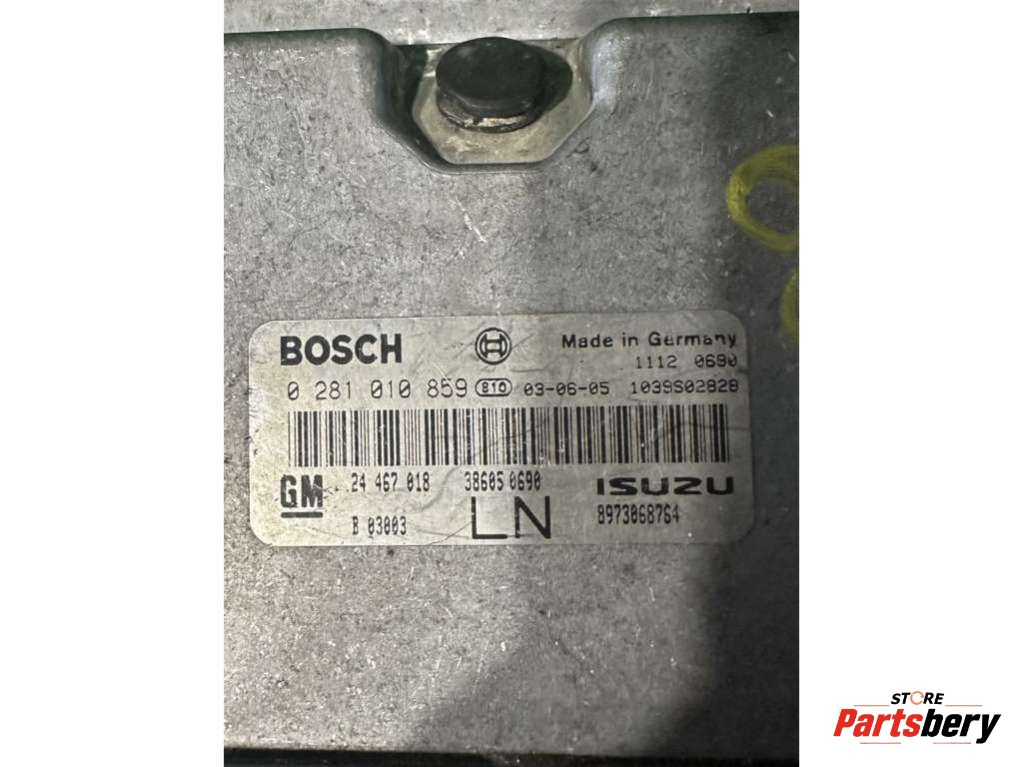 BOSCH
Made in Germany
1112 0690
0 281 010 859 810 03-06-05 1039S02828
GM
24 467 018
38605 0690
ISUZU
B 03003
LN
8973068764
STORE
Partsbery